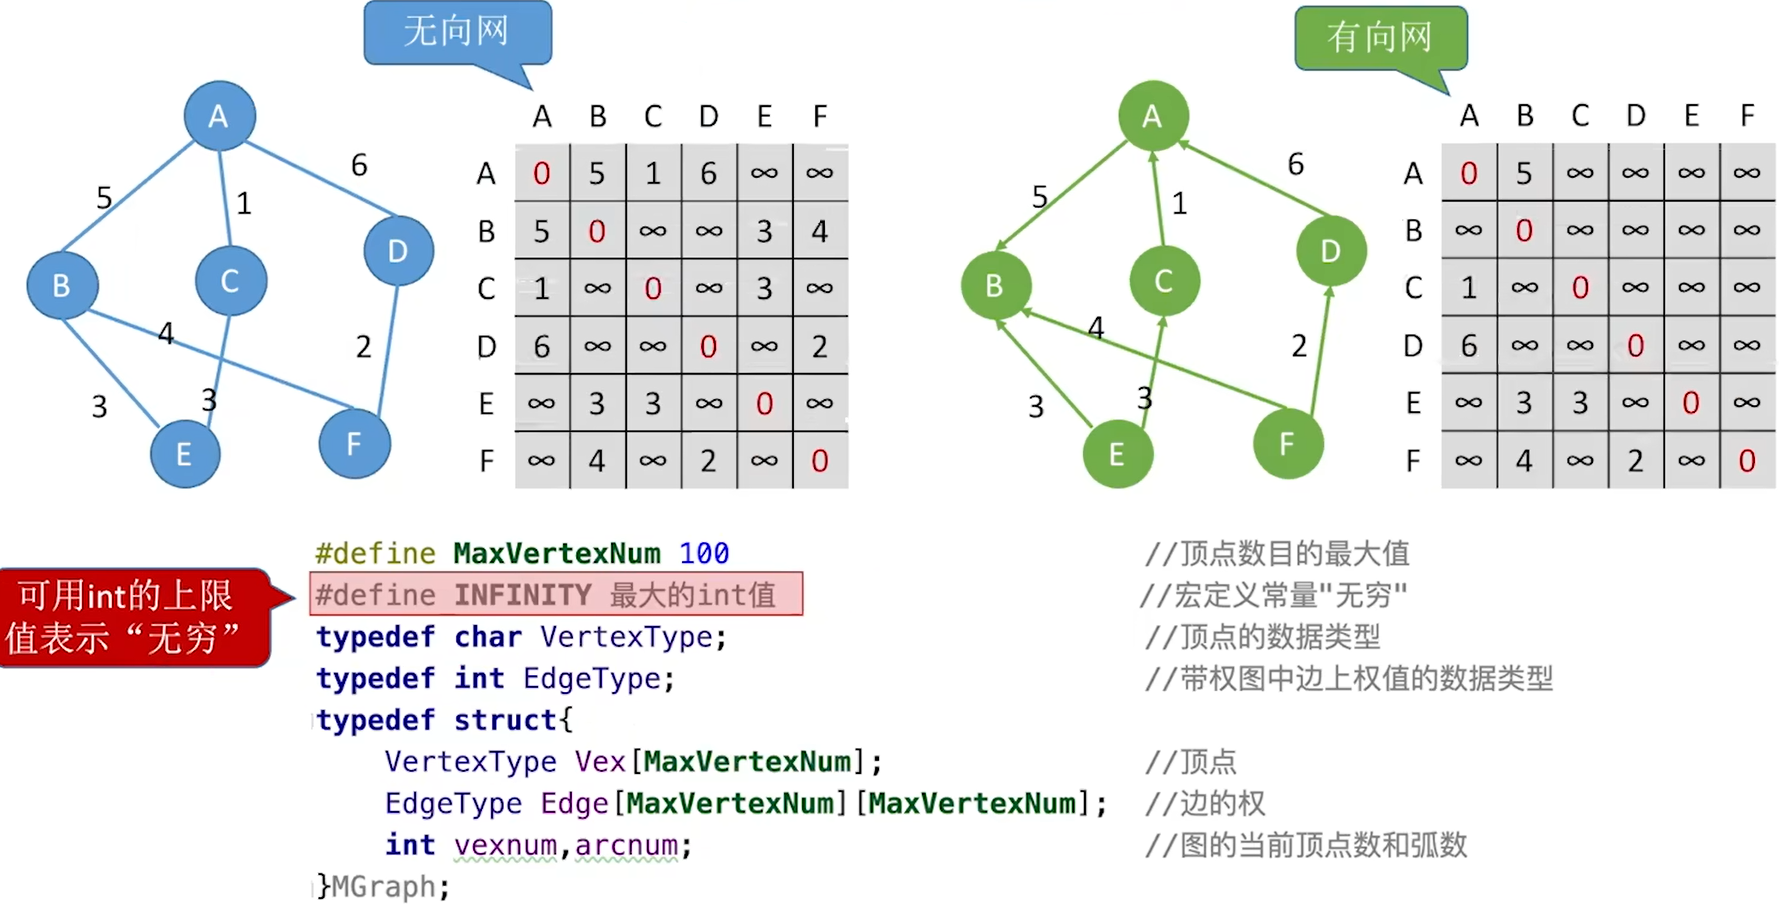 无向网
有向网
A
B
C
D
E
F
5
1
6
4
2
3
3
A B C D E F
A 0 5 1 6 ∞ ∞
B 5 0 ∞ ∞ 3 4
C 1 ∞ 0 ∞ 3 ∞
D 6 ∞ ∞ 0 ∞ 2
E ∞ 3 3 ∞ 0 ∞
F ∞ 4 ∞ 2 ∞ 0
A
B
C
D
E
F
5
1
6
4
2
3
3
A B C D E F
A 0 5 ∞ ∞ ∞ ∞
B ∞ 0 ∞ ∞ ∞ ∞
C 1 ∞ 0 ∞ ∞ ∞
D 6 ∞ ∞ 0 ∞ ∞
E ∞ 3 3 ∞ 0 ∞
F ∞ 4 ∞ 2 ∞ 0
可用int的上限
值表示“无穷”
#define MaxVertexNum 100 //顶点数目的最大值
#define INFINITY 最大的int值 //宏定义常量"无穷"
typedef char VertexType; //顶点的数据类型
typedef int EdgeType; //带权图中边上权值的数据类型
typedef struct{
VertexType Vex[MaxVertexNum]; //顶点
EdgeType Edge[MaxVertexNum][MaxVertexNum]; //边的权
int vexnum,arcnum; //图的当前顶点数和弧数
}MGraph;